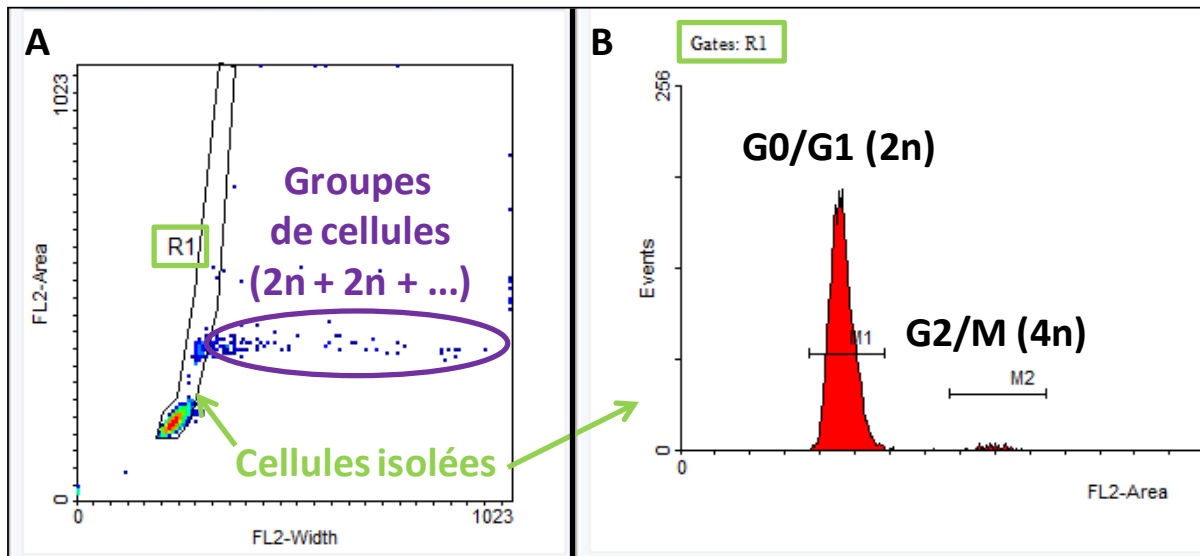 A
1023
FL2-Area
0
R1
Groupes
de cellules
(2n + 2n + ...)
Cellules isolées
0
1023
FL2-Width
B
Gates: R1
256
Events
0
G0/G1 (2n)
M1
G2/M (4n)
M2
0
FL2-Area